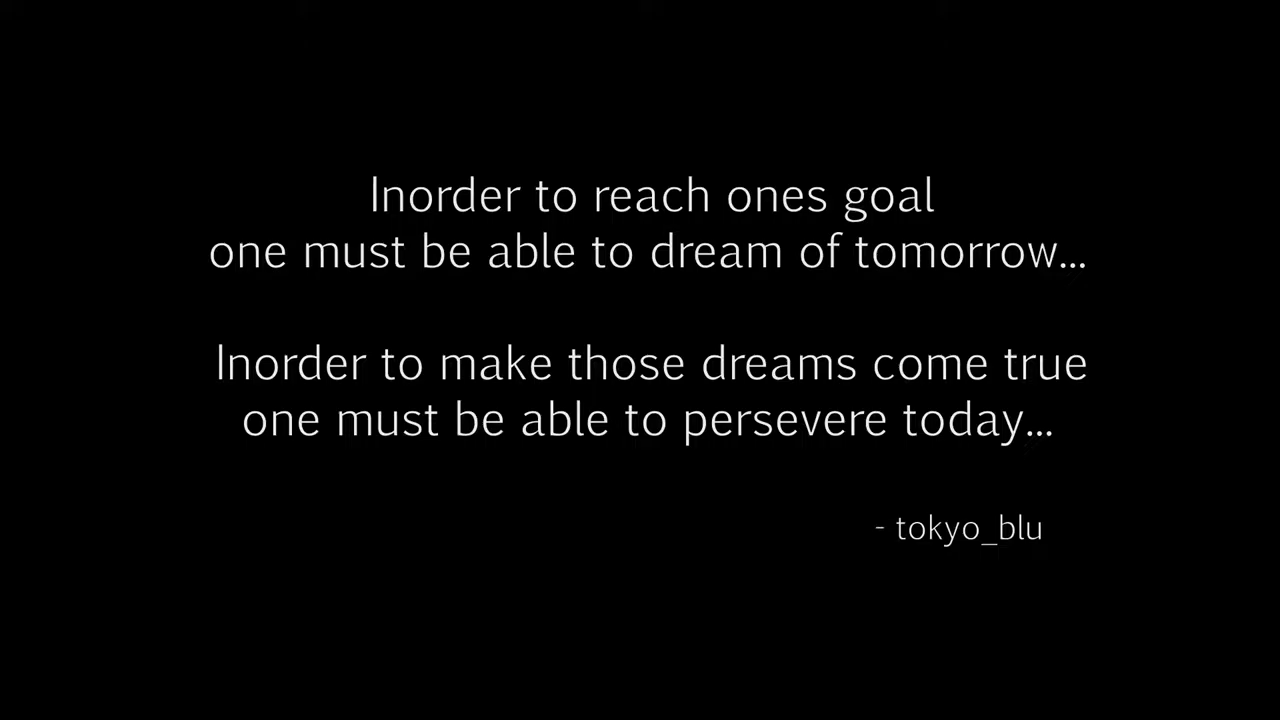 Inorder to reach ones goal
one must be able to dream of tomorrow...
Inorder to make those dreams come true
one must be able to persevere today...
- tokyo_blu